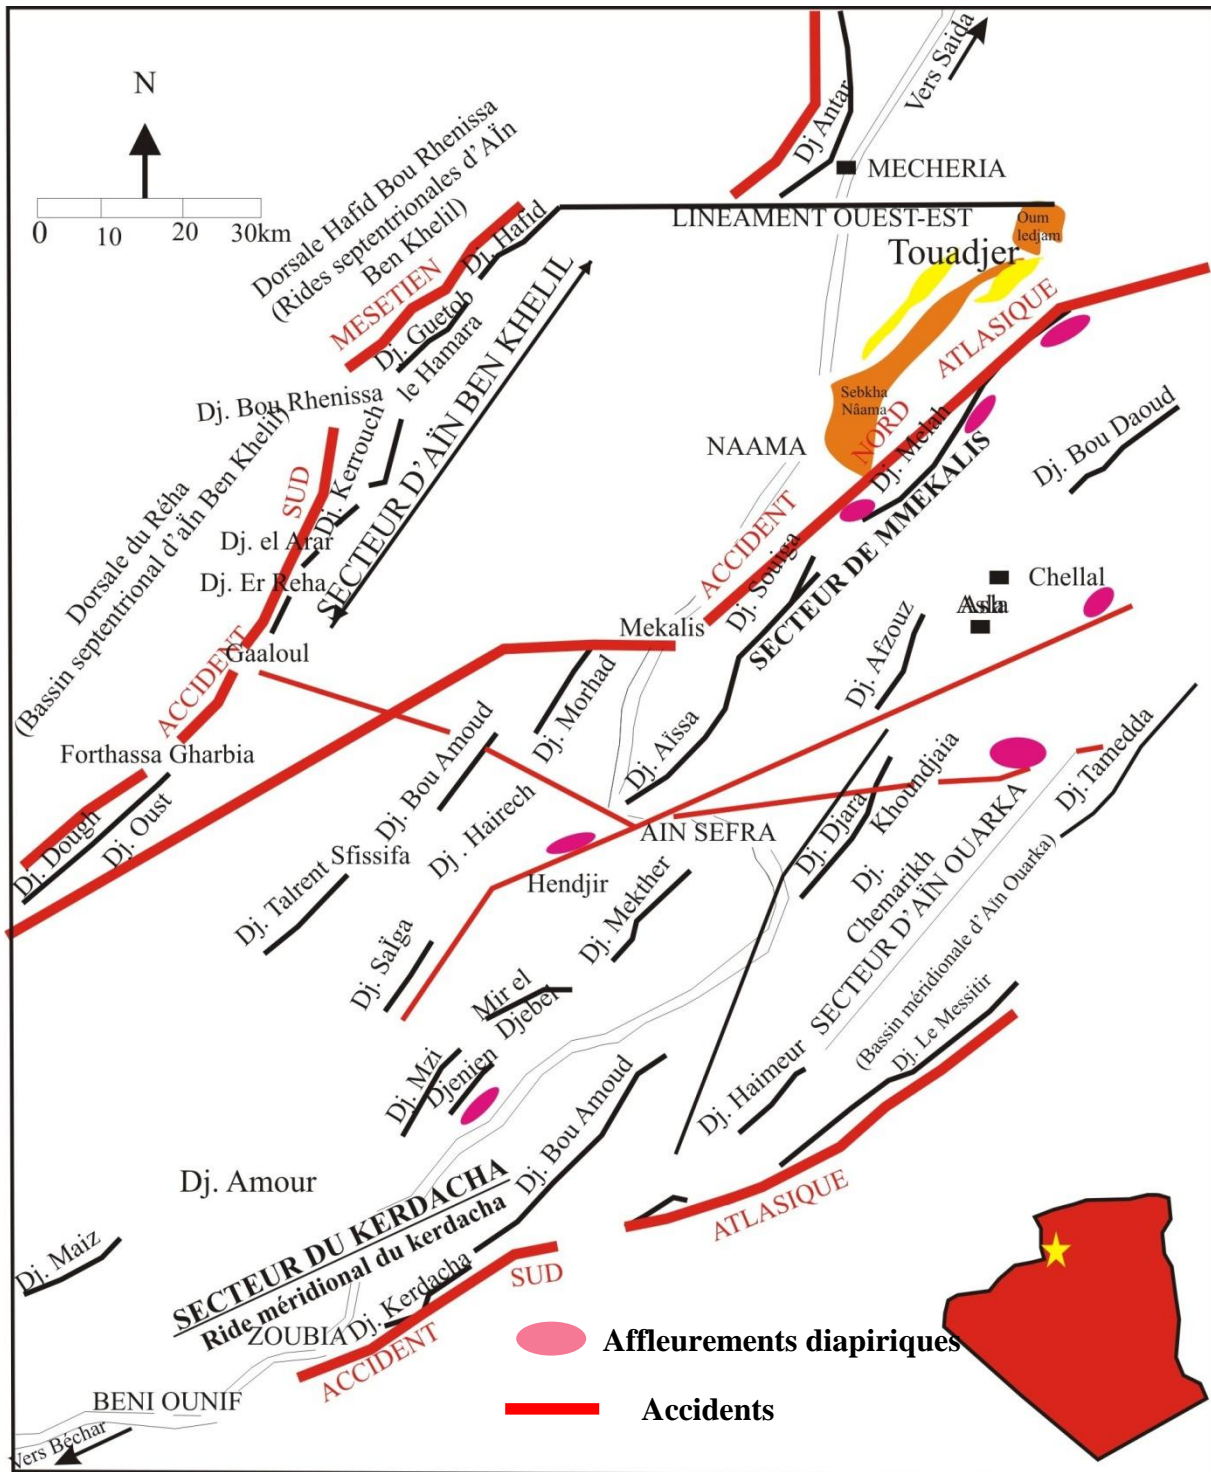 N
0 10 20 30km
Dorsale Hafid Bou Rhenissa
(Rides septentrionales d'Aïn
Ben Khelil)
Vers Saida
Dj Antar
MECHERIA
LINEAMENT OUEST-EST
Oum
ledjam
Touadjer
Dj. Hafid
MESETIEN
Dj. Guetob
le Hamara
SECTEUR D'AÏN BEN KHELIL
Dj. Bou Rhenissa
Dj. Kerrouch
SUD
Dorsale du Réha
(Bassin septentrional d'aÏn Ben Khelil)
Dj. el Arar
Dj. Er Reha
Gaaloul
ACCIDENT
Forthassa Gharbia
Dj. Dough
Dj. Oust
ATLASIQUE
NORD
ACCIDENT
Sebkha
Nâama
NAAMA
Dj. Melah
SECTEUR DE MMEKALIS
Dj. Souiga
Mekalis
Dj. Bou Daoud
Chellal
Asla
Dj. Afzouz
Dj. Morhad
Dj. Aïssa
Dj. Bou Amoud
Dj . Hairech
Sfissifa
Dj. Talrent
Hendjir
AIN SEFRA
Dj. Mekther
Dj. SaÏga
Dj. Djara
Dj.
Khoundjaia
Chemarikh
Dj. Tamedda
SECTEUR D'AÏN OUARKA
(Bassin méridionale d'Aïn Ouarka)
Dj. Le Messitir
Dj. Haimeur
Mir el
Djebel
Dj. Mzi
Djenien
Dj. Bou Amoud
Dj. Amour
Dj. Maiz
SECTEUR DU KERDACHA
Ride méridional du kerdacha
Dj. Kerdacha
ATLASIQUE
SUD
ACCIDENT
ZOUBIA
BENI OUNIF
Vers Béchar
Affleurements diapiriques
Accidents